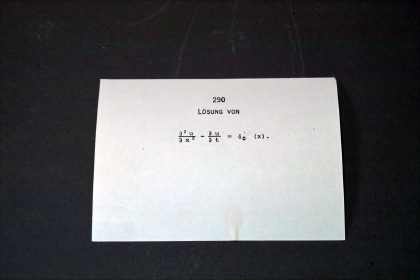 290
LÖSUNG VON
∂²u/∂x² - ∂u/∂t = δ₀' (x).